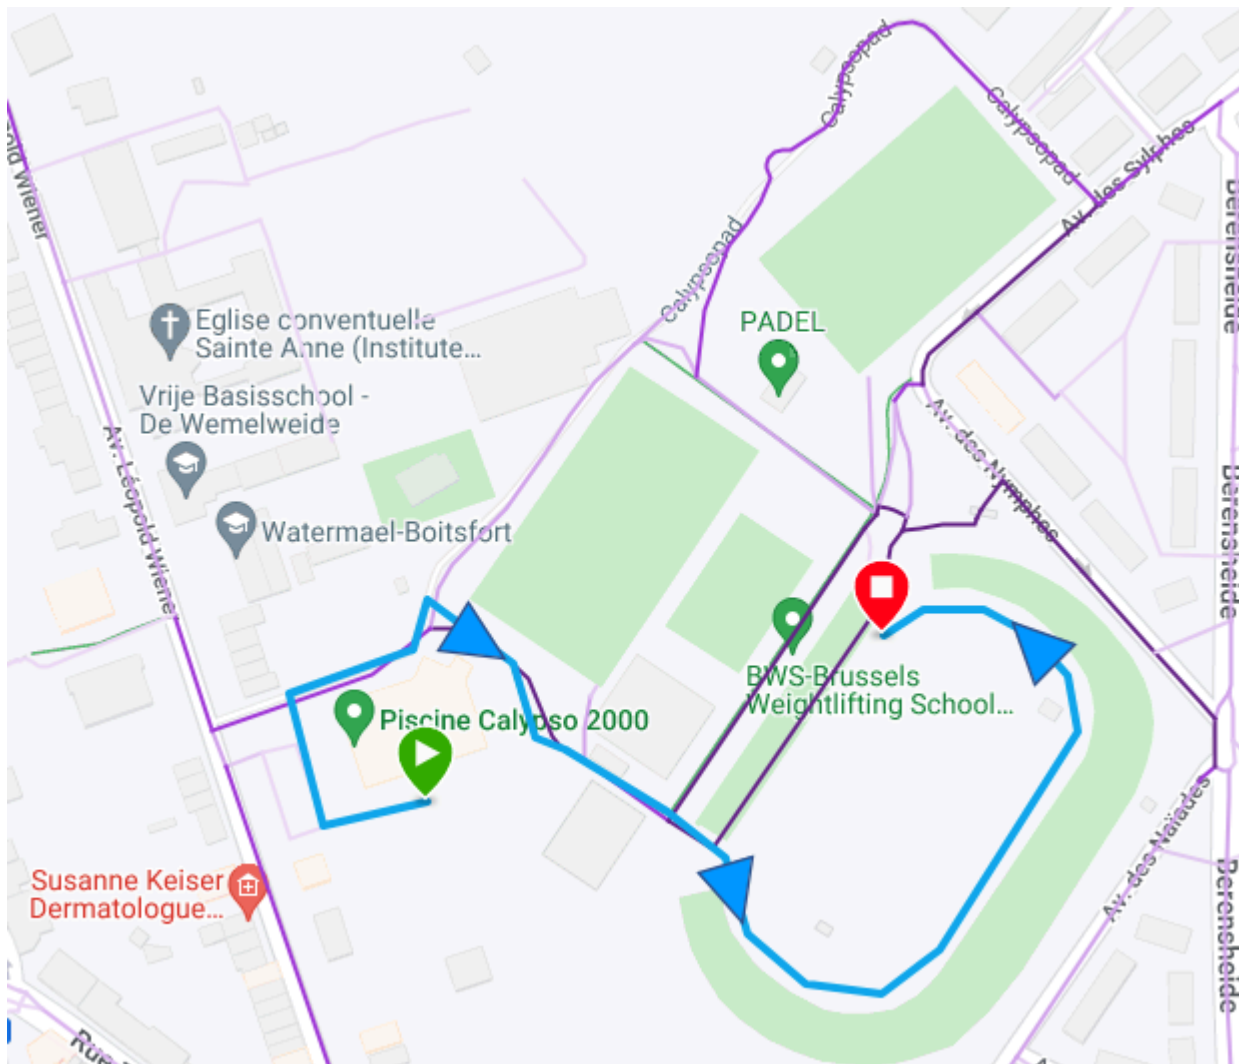 Calypsopad
Calypsopad
Av. des Sylphes
Berensheide
old Wiener
Calypsopad
PADEL
Eglise conventuelle
Sainte Anne (Institute...
Vrije Basisschool -
De Wemelweide
Av. Léopold Wiener
Av. des Nymphes
Berensheide
Watermael-Boitsfort
BWS-Brussels
Weightlifting School...
Piscine Calypso 2000
Av. des Naïades
Berensheide
Susanne Keiser
Dermatologue...